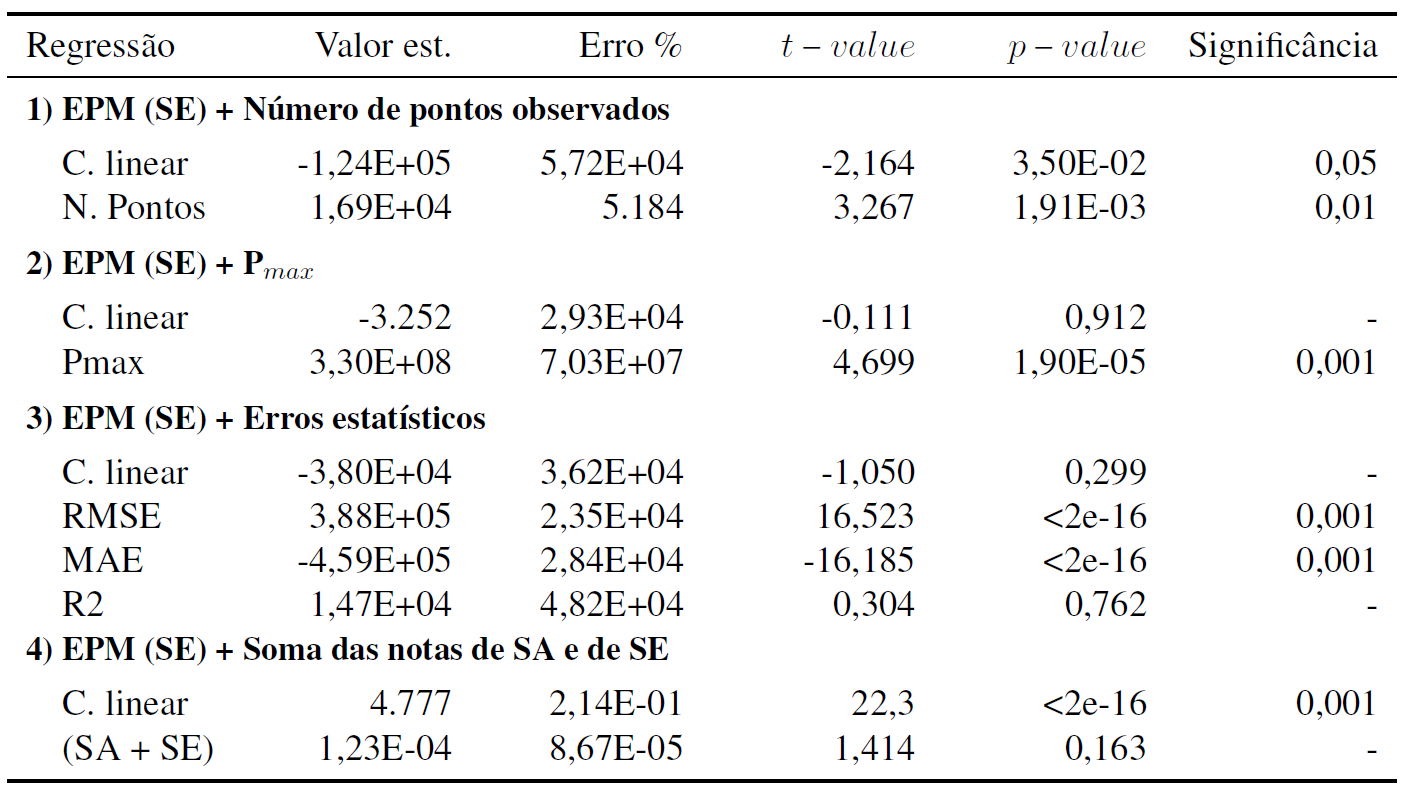 Regressão Valor est. Erro % t – value p – value Significância
1) EPM (SE) + Número de pontos observados
C. linear -1,24E+05 5,72E+04 -2,164 3,50E-02 0,05
N. Pontos 1,69E+04 5.184 3,267 1,91E-03 0,01
2) EPM (SE) + Pmax
C. linear -3.252 2,93E+04 -0,111 0,912 -
Pmax 3,30E+08 7,03E+07 4,699 1,90E-05 0,001
3) EPM (SE) + Erros estatísticos
C. linear -3,80E+04 3,62E+04 -1,050 0,299 -
RMSE 3,88E+05 2,35E+04 16,523 <2e-16 0,001
MAE -4,59E+05 2,84E+04 -16,185 <2e-16 0,001
R2 1,47E+04 4,82E+04 0,304 0,762 -
4) EPM (SE) + Soma das notas de SA e de SE
C. linear 4.777 2,14E-01 22,3 <2e-16 0,001
(SA + SE) 1,23E-04 8,67E-05 1,414 0,163 -